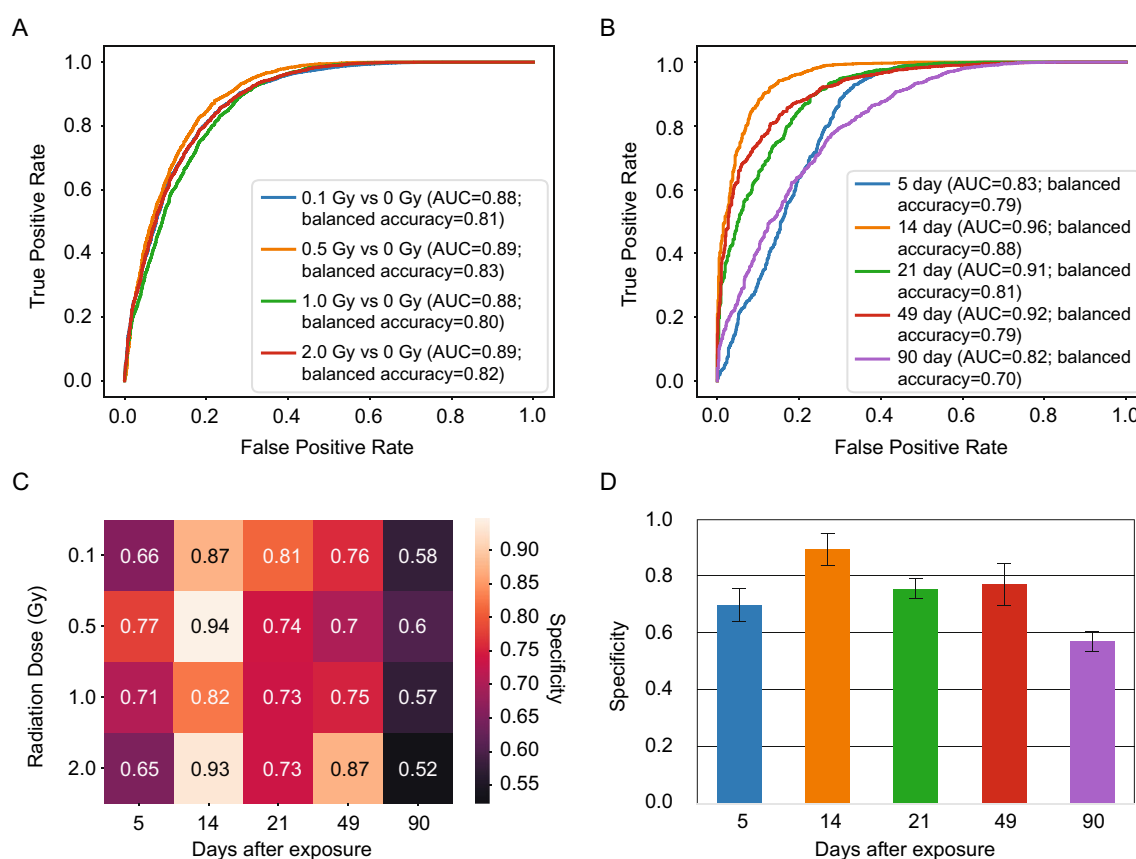 A
B
1.0
0.8
0.6
0.4
0.2
0.0
True Positive Rate
0.1 Gy vs 0 Gy (AUC=0.88;
balanced accuracy=0.81)
0.5 Gy vs 0 Gy (AUC=0.89;
balanced accuracy=0.83)
1.0 Gy vs 0 Gy (AUC=0.88;
balanced accuracy=0.80)
2.0 Gy vs 0 Gy (AUC=0.89;
balanced accuracy=0.82)
0.0 0.2 0.4 0.6 0.8 1.0
False Positive Rate
1.0
0.8
0.6
0.4
0.2
0.0
True Positive Rate
5 day (AUC=0.83; balanced
accuracy=0.79)
14 day (AUC=0.96; balanced
accuracy=0.88)
21 day (AUC=0.91; balanced
accuracy=0.81)
49 day (AUC=0.92; balanced
accuracy=0.79)
90 day (AUC=0.82; balanced
accuracy=0.70)
0.0 0.2 0.4 0.6 0.8 1.0
False Positive Rate
C
D
Radiation Dose (Gy)
0.1 0.66 0.87 0.81 0.76 0.58
0.5 0.77 0.94 0.74 0.7 0.6
1.0 0.71 0.82 0.73 0.75 0.57
2.0 0.65 0.93 0.73 0.87 0.52
5 14 21 49 90
Days after exposure
0.90
0.85
0.80
0.75
0.70
0.65
0.60
0.55
Specificity
1.0
0.8
0.6
0.4
0.2
0.0
Specificity
5 14 21 49 90
Days after exposure